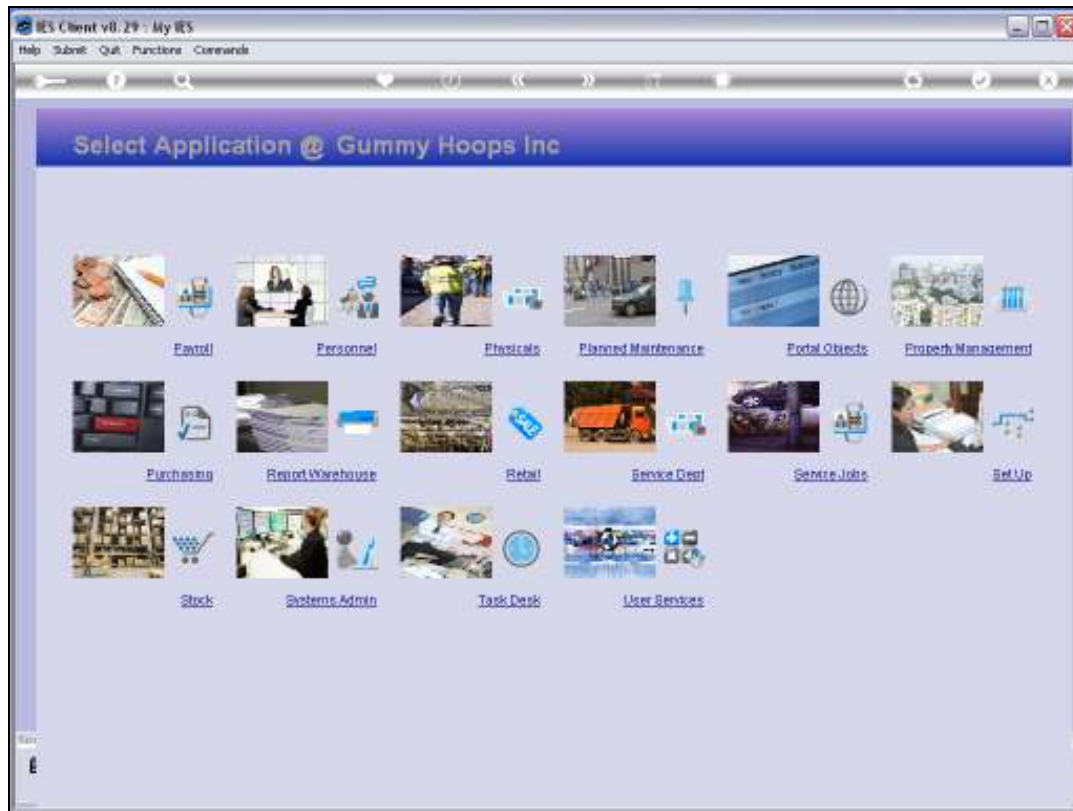 IES Client v8.29 : My IES
Help Submit Quit Functions Commands
Select Application @ Gummy Hoops Inc
Payroll Personnel Physicals Planned Maintenance Portal Objects Property Management
Purchasing Report Warehouse Retail Service Dept Service Jobs Set Up
SALE
Stock Systems Admin Task Desk User Services